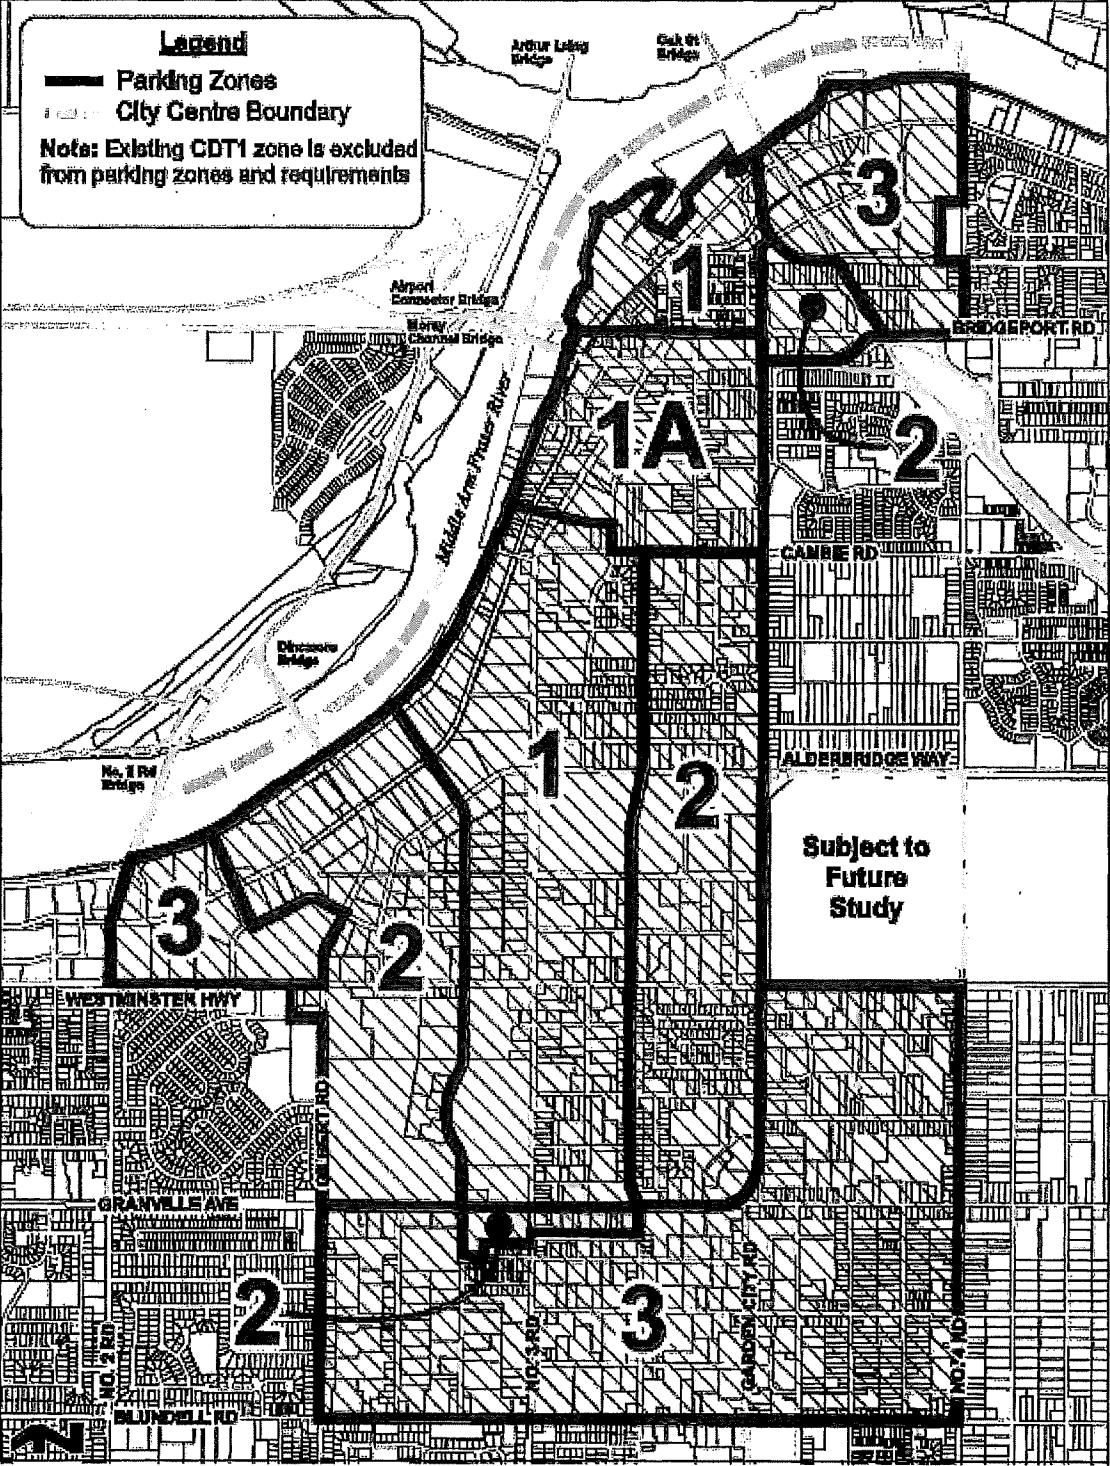 Legend
Parking Zones
City Centre Boundary
Note: Existing CDT1 zone is excluded
from parking zones and requirements
Arthur Laing
Bridge
Oak St
Bridge
3
1
Airport
Connector Bridge
Moray
Channel Bridge
BRIDGEPORT RD
1A
2
Middle Arm Fraser River
CAMBIE RD
Dinsmore
Bridge
1
2
ALDERBRIDGE WAY
No. 2 Rd
Bridge
Subject to
Future
Study
3
2
WESTMINSTER HWY
GILBERT RD
GRANVILLE AVE
2
3
NO. 2 RD
NO. 3 RD
GARDEN CITY RD
NO. 4 RD
BLUNDELL RD